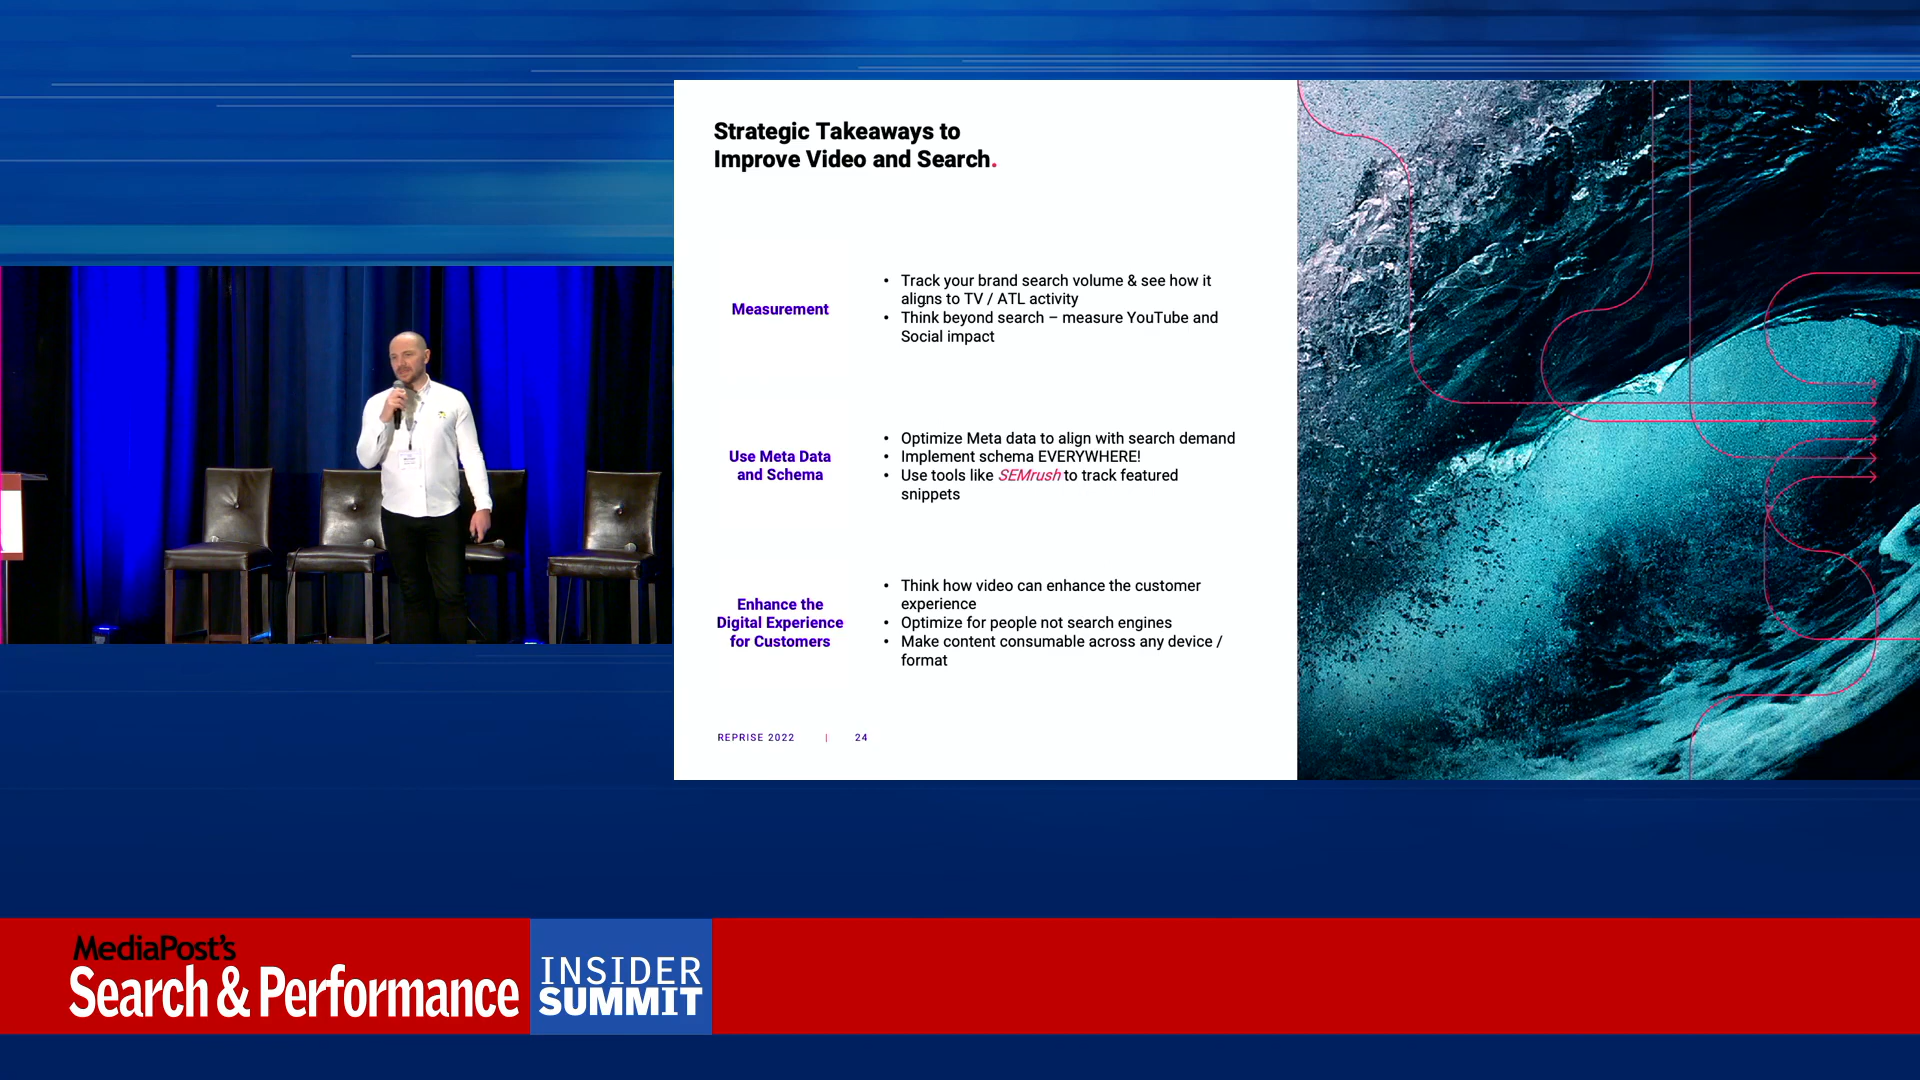 Strategic Takeaways to
Improve Video and Search.
Measurement
• Track your brand search volume & see how it
aligns to TV / ATL activity
• Think beyond search – measure YouTube and
Social impact
Use Meta Data
and Schema
• Optimize Meta data to align with search demand
• Implement schema EVERYWHERE!
• Use tools like SEMrush to track featured
snippets
Enhance the
Digital Experience
for Customers
• Think how video can enhance the customer
experience
• Optimize for people not search engines
• Make content consumable across any device /
format
REPRISE 2022 | 24
MediaPost's
Search & Performance
INSIDER
SUMMIT